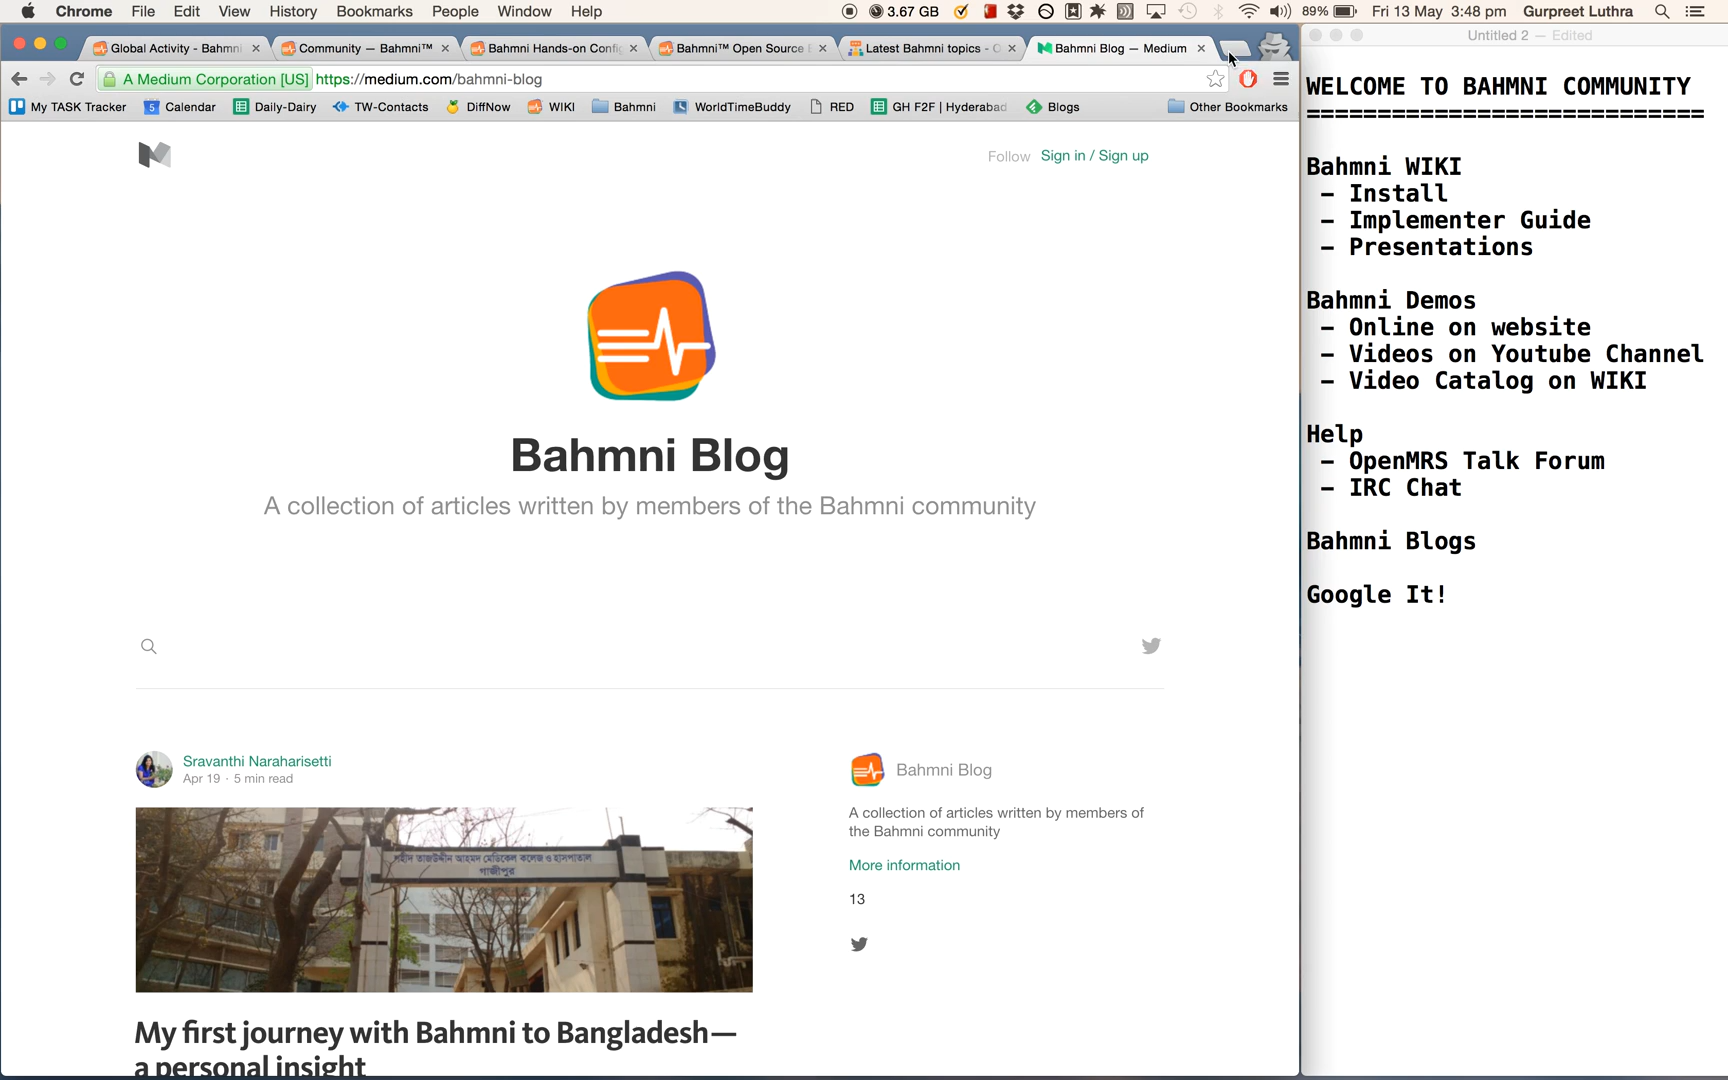 Chrome File Edit View History Bookmarks People Window Help 3.67 GB 89% Fri 13 May 3:48 pm Gurpreet Luthra
Global Activity - Bahmni Community — Bahmni™ Bahmni Hands-on Config Bahmni™ Open Source E Latest Bahmni topics - O Bahmni Blog — Medium
Untitled 2 — Edited
A Medium Corporation [US] https://medium.com/bahmni-blog
My TASK Tracker 5 Calendar Daily-Dairy TW-Contacts DiffNow WIKI Bahmni WorldTimeBuddy RED GH F2F | Hyderabad Blogs Other Bookmarks
Follow Sign in / Sign up
Bahmni Blog
A collection of articles written by members of the Bahmni community
Sravanthi Naraharisetti
Apr 19 · 5 min read
শহীদ তাজউদ্দীন আহমদ মেডিকেল কলেজ ও হাসপাতাল
গাজীপুর
My first journey with Bahmni to Bangladesh—
a personal insight
Bahmni Blog
A collection of articles written by members of
the Bahmni community
More information
13
WELCOME TO BAHMNI COMMUNITY
============================
Bahmni WIKI
- Install
- Implementer Guide
- Presentations
Bahmni Demos
- Online on website
- Videos on Youtube Channel
- Video Catalog on WIKI
Help
- OpenMRS Talk Forum
- IRC Chat
Bahmni Blogs
Google It!